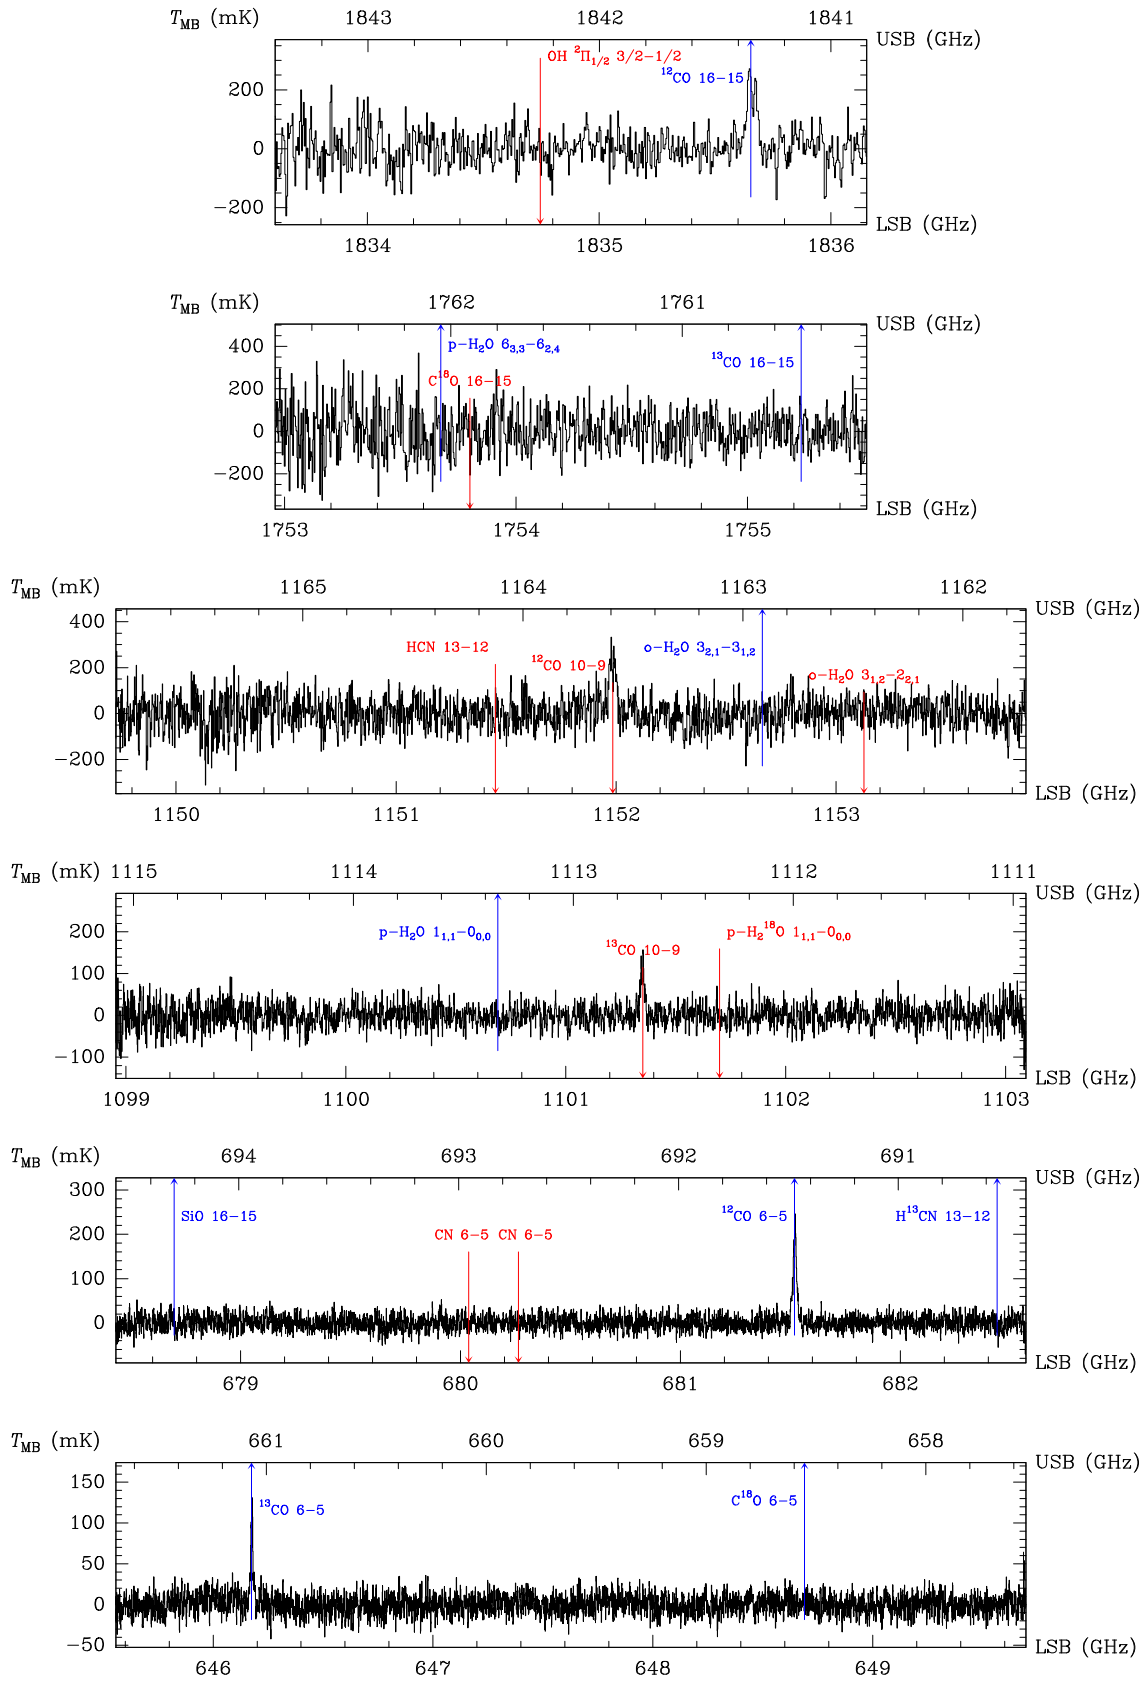 T_MB (mK) 1843 1842 1841
USB (GHz)
OH ²Π₁/₂ 3/2−1/2
¹²CO 16−15
200
0
−200
LSB (GHz)
1834 1835 1836
T_MB (mK) 1762 1761
USB (GHz)
p−H₂O 6₃,₃−6₂,₄
¹³CO 16−15
C¹⁸O 16−15
400
200
0
−200
LSB (GHz)
1753 1754 1755
T_MB (mK) 1165 1164 1163 1162
USB (GHz)
HCN 13−12
¹²CO 10−9
o−H₂O 3₂,₁−3₁,₂
o−H₂O 3₁,₂−2₂,₁
400
200
0
−200
LSB (GHz)
1150 1151 1152 1153
T_MB (mK) 1115 1114 1113 1112 1111
USB (GHz)
p−H₂O 1₁,₁−0₀,₀
¹³CO 10−9
p−H₂¹⁸O 1₁,₁−0₀,₀
200
100
0
−100
LSB (GHz)
1099 1100 1101 1102 1103
T_MB (mK) 694 693 692 691
USB (GHz)
SiO 16−15
CN 6−5 CN 6−5
¹²CO 6−5
H¹³CN 13−12
300
200
100
0
LSB (GHz)
679 680 681 682
T_MB (mK) 661 660 659 658
USB (GHz)
¹³CO 6−5
C¹⁸O 6−5
150
100
50
0
−50
LSB (GHz)
646 647 648 649